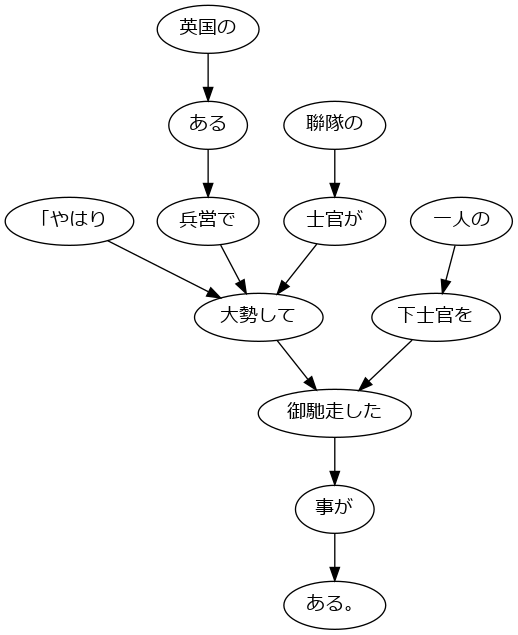 英国の
ある
聯隊の
「やはり
兵営で
士官が
一人の
大勢して
下士官を
御馳走した
事が
ある。